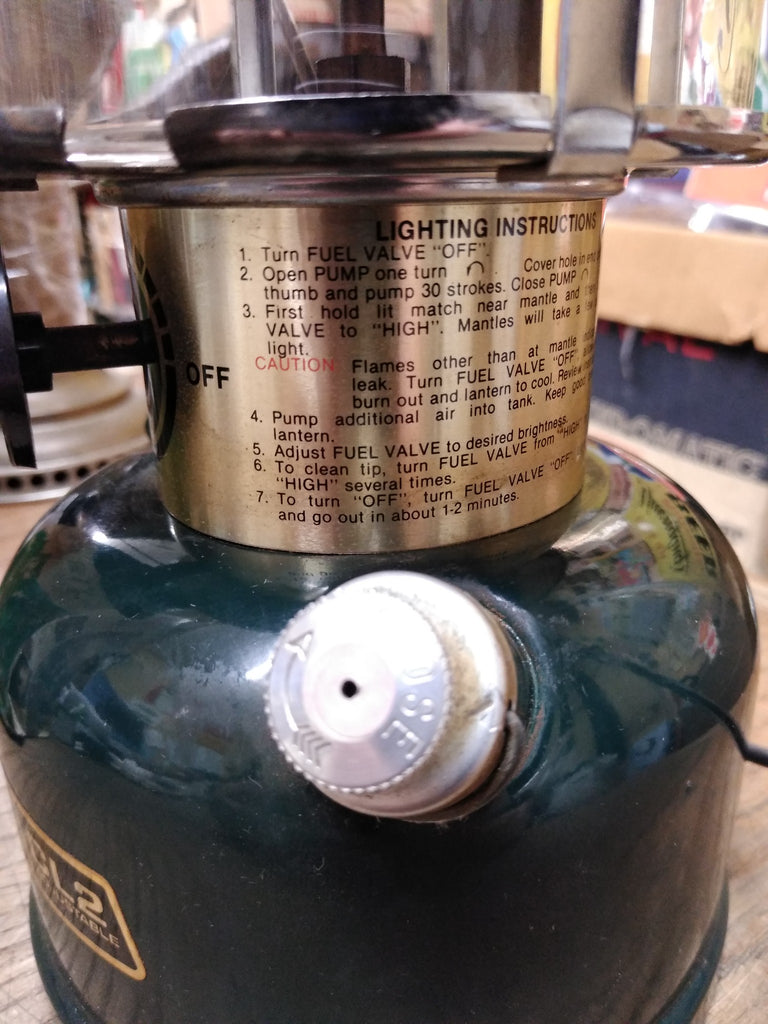 LIGHTING INSTRUCTIONS
1. Turn FUEL VALVE "OFF".
2. Open PUMP one turn Cover hole in
thumb and pump 30 strokes. Close PUMP
3. First hold lit match near mantle and
VALVE to "HIGH". Mantles will take a
light.
CAUTION Flames other than at mantle
leak. Turn FUEL VALVE "OFF"
burn out and lantern to cool. Review
Keep good
4. Pump additional air into tank.
lantern.
5. Adjust FUEL VALVE to desired brightness.
6. To clean tip, turn FUEL VALVE from "HIGH"
"HIGH" several times.
7. To turn "OFF", turn FUEL VALVE "OFF"
and go out in about 1-2 minutes.
OFF
OSE
CL2